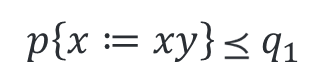 p{x ≔ xy} ⪯ q₁